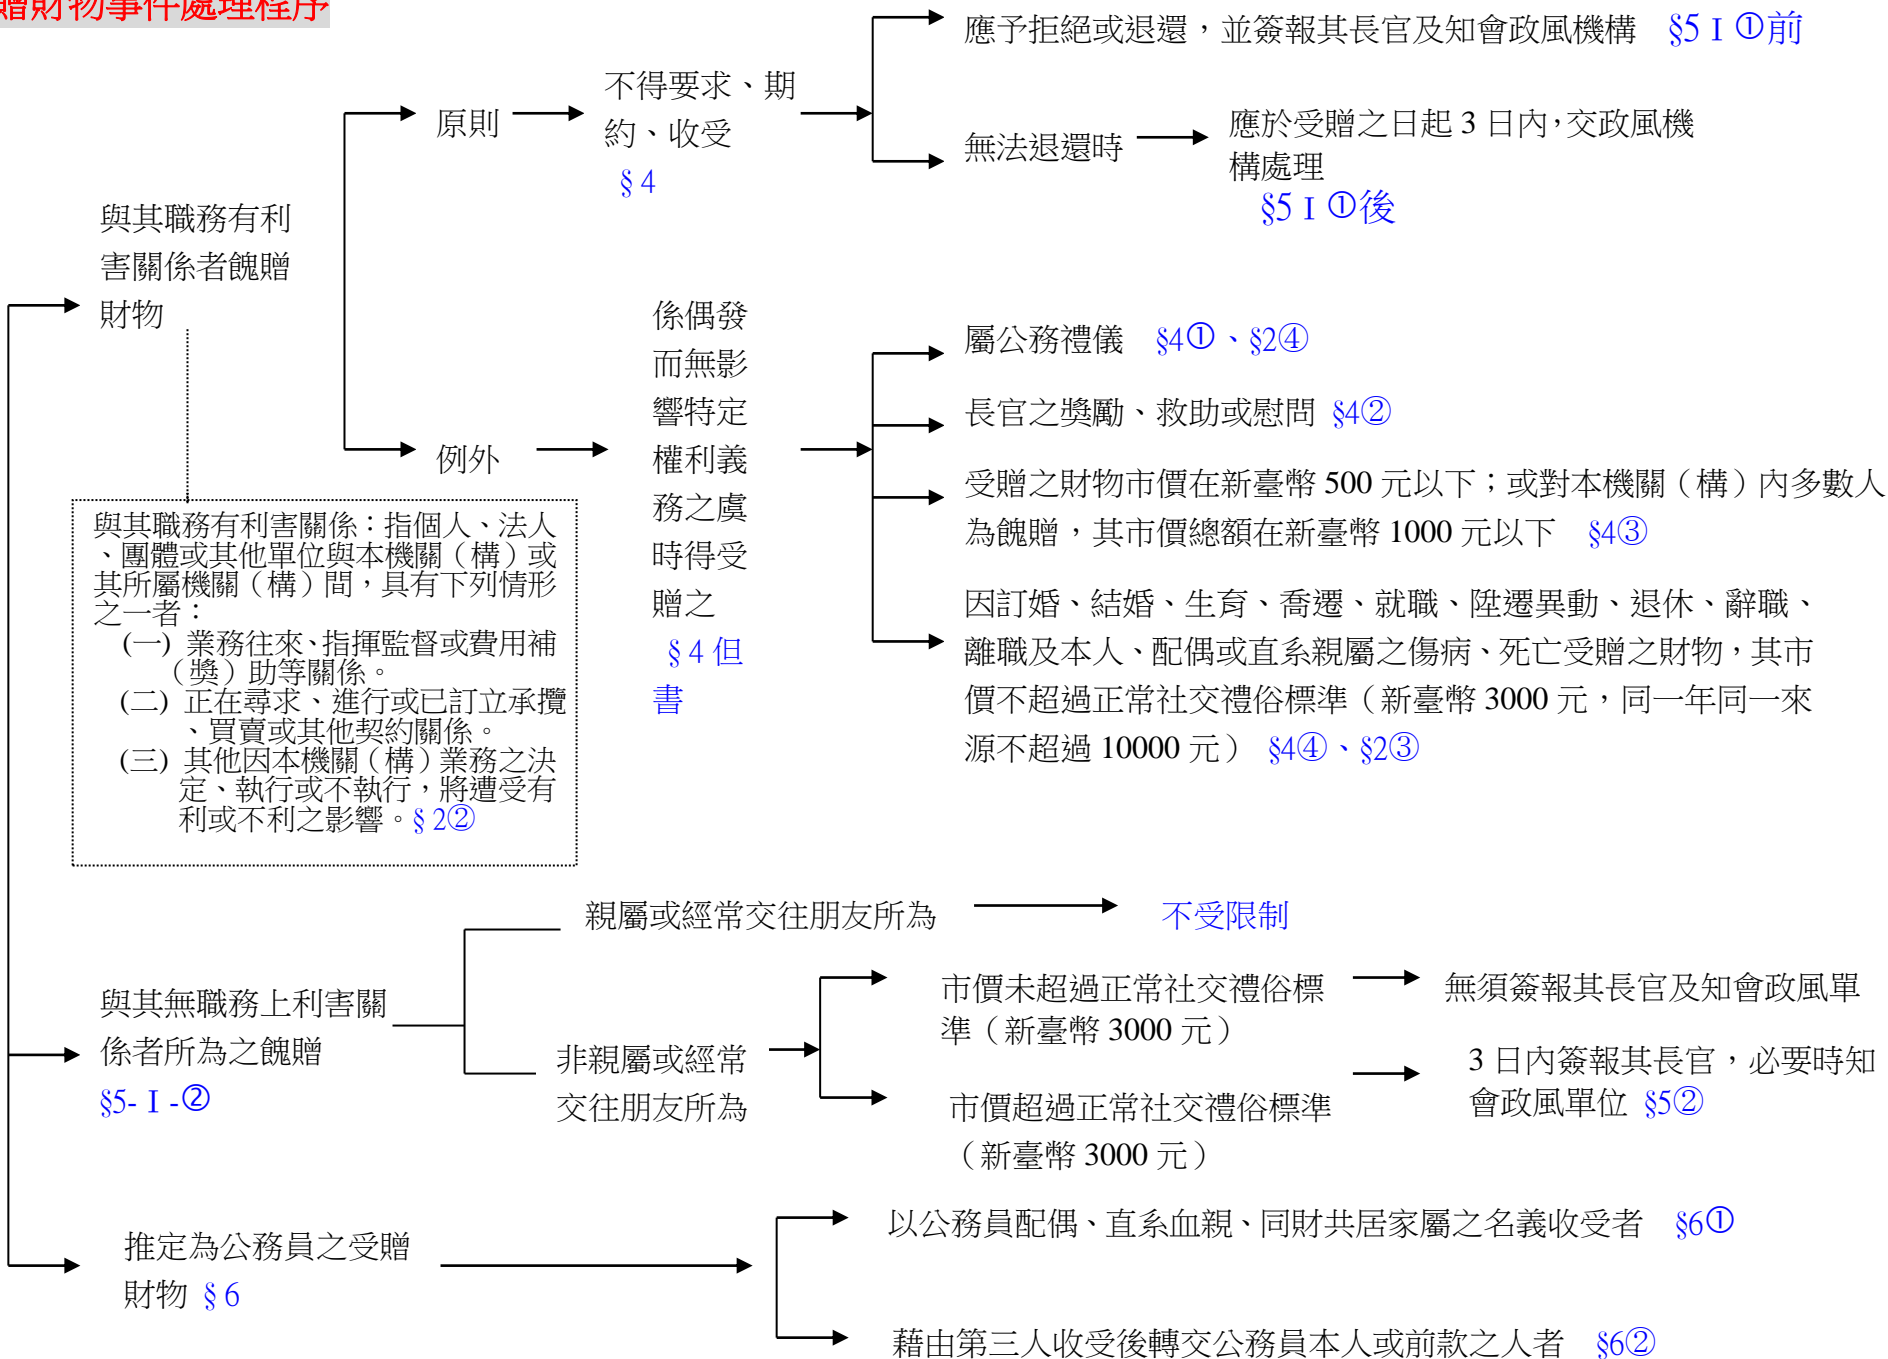 贈財物事件處理程序
應予拒絕或退還，並簽報其長官及知會政風機構 §5Ⅰ①前
原則
不得要求、期
約、收受
§4
無法退還時
應於受贈之日起 3 日內，交政風機
構處理
§5Ⅰ①後
與其職務有利
害關係者餽贈
財物
例外
係偶發
而無影
響特定
權利義
務之虞
時得受
贈之
§4 但
書
屬公務禮儀 §4①、§2④
長官之獎勵、救助或慰問 §4②
受贈之財物市價在新臺幣 500 元以下；或對本機關（構）內多數人
為餽贈，其市價總額在新臺幣 1000 元以下 §4③
因訂婚、結婚、生育、喬遷、就職、陞遷異動、退休、辭職、
離職及本人、配偶或直系親屬之傷病、死亡受贈之財物，其市
價不超過正常社交禮俗標準（新臺幣 3000 元，同一年同一來
源不超過 10000 元） §4④、§2③
與其職務有利害關係：指個人、法人
、團體或其他單位與本機關（構）或
其所屬機關（構）間，具有下列情形
之一者：
(一) 業務往來、指揮監督或費用補
（獎）助等關係。
(二) 正在尋求、進行或已訂立承攬
、買賣或其他契約關係。
(三) 其他因本機關（構）業務之決
定、執行或不執行，將遭受有
利或不利之影響。§2②
與其無職務上利害關
係者所為之餽贈
§5-Ⅰ-②
親屬或經常交往朋友所為
不受限制
非親屬或經常
交往朋友所為
市價未超過正常社交禮俗標
準（新臺幣 3000 元）
無須簽報其長官及知會政風單
市價超過正常社交禮俗標準
（新臺幣 3000 元）
3 日內簽報其長官，必要時知
會政風單位 §5②
推定為公務員之受贈
財物 §6
以公務員配偶、直系血親、同財共居家屬之名義收受者 §6①
藉由第三人收受後轉交公務員本人或前款之人者 §6②